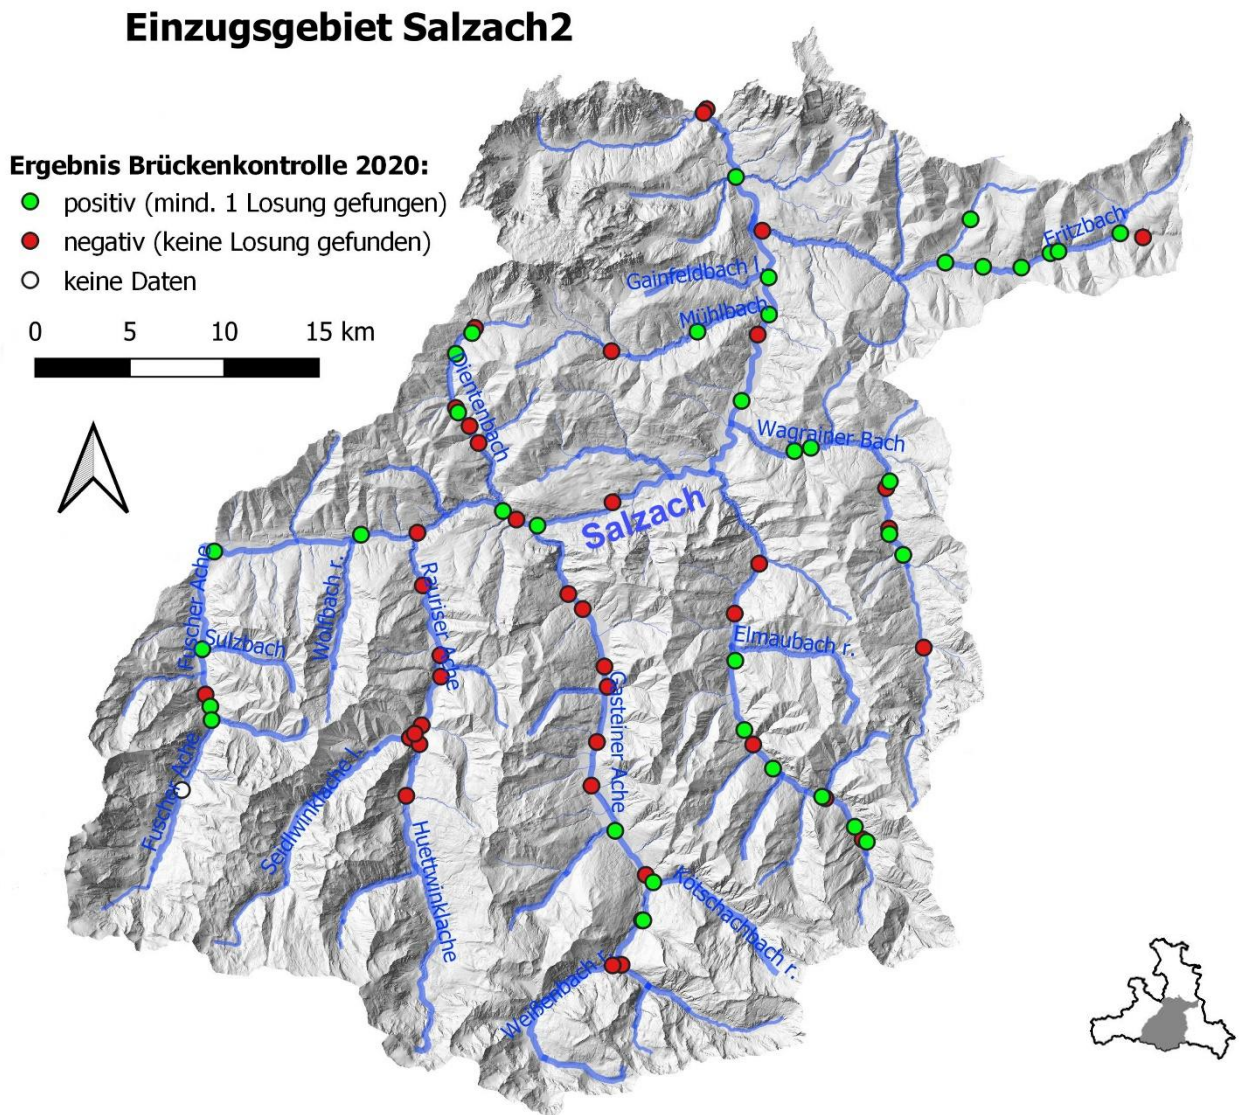 Einzugsgebiet Salzach2
Ergebnis Brückenkontrolle 2020:
positiv (mind. 1 Losung gefungen)
negativ (keine Losung gefunden)
keine Daten
0 5 10 15 km
Fritzbach
Gainfeldbach l.
Mühlbach
Dientenbach
Wagrainer Bach
Salzach
Fuscher Ache
Wolfbach r.
Rauriser Ache
Sulzbach
Elmaubach r.
Gasteiner Ache
Fuscher Ache
Seidlwinklache l.
Huettwinklache
Kötschachbach r.
Weißenbach r.